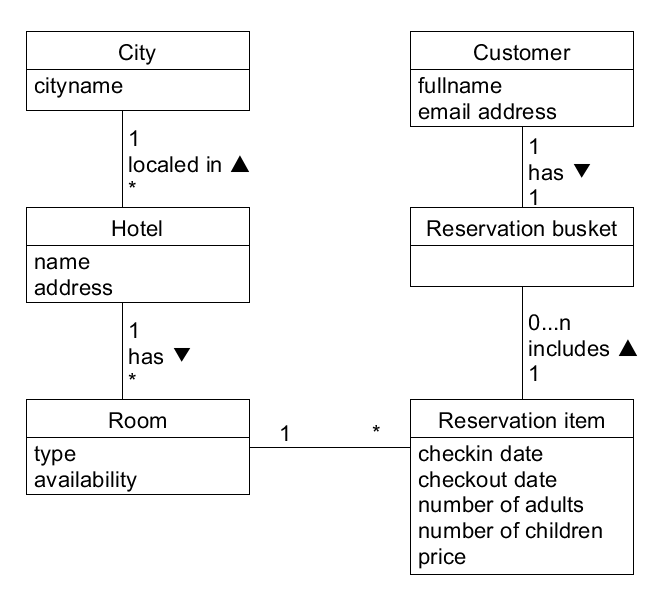 City
cityname
1
localed in ▲
*
Hotel
name
address
1
has ▼
*
Room
type
availability
1
*
Customer
fullname
email address
1
has ▼
1
Reservation busket
0...n
includes ▲
1
Reservation item
checkin date
checkout date
number of adults
number of children
price